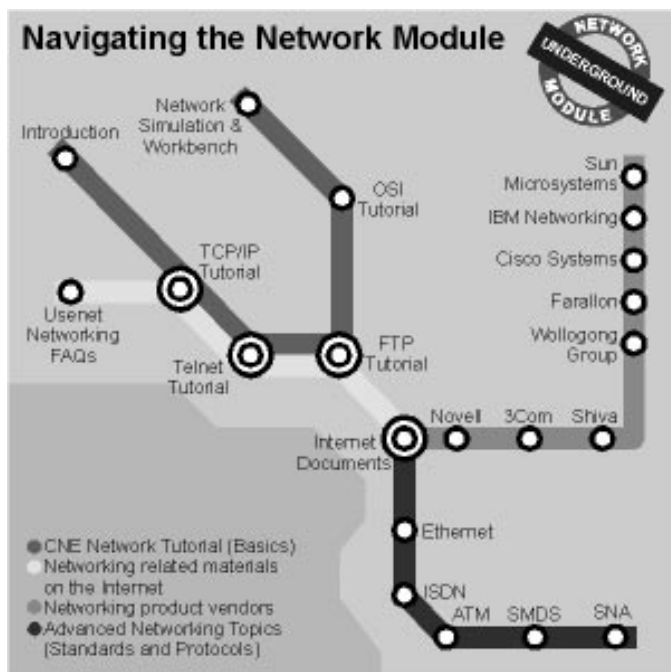 Navigating the Network Module
NETWORK
UNDERGROUND
MODULE
Network
Simulation &
Workbench
Introduction
OSI
Tutorial
Sun
Microsystems
IBM Networking
Cisco Systems
Farallon
Wollogong
Group
TCP/IP
Tutorial
Usenet
Networking
FAQs
Telnet
Tutorial
FTP
Tutorial
Internet
Documents
Novell
3Com
Shiva
Ethernet
ISDN
ATM
SMDS
SNA
CNE Network Tutorial (Basics)
Networking related materials
on the Internet
Networking product vendors
Advanced Networking Topics
(Standards and Protocols)